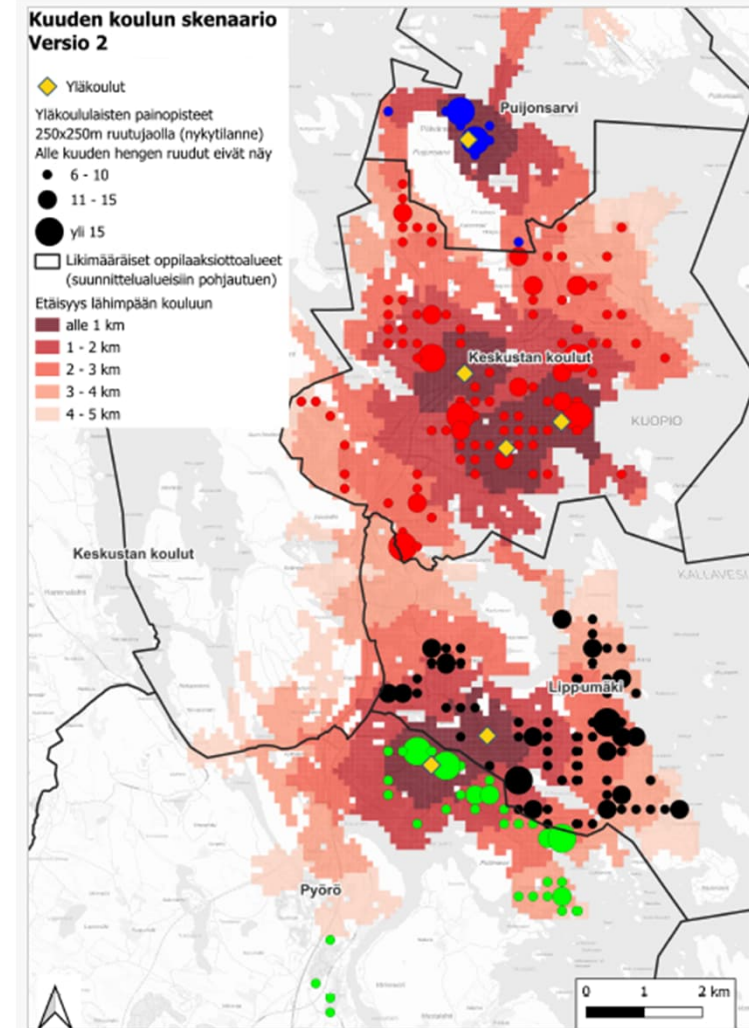 Kuuden koulun skenaario
Versio 2
Yläkoulut
Yläkoululaisten painopisteet
250x250m ruutujaolla (nykytilanne)
Alle kuuden hengen ruudut eivät näy
6 - 10
11 - 15
yli 15
Likimääräiset oppilaaksiottoalueet
(suunnittelualueisiin pohjautuen)
Etäisyys lähimpään kouluun
alle 1 km
1 - 2 km
2 - 3 km
3 - 4 km
4 - 5 km
Puijonsarvi
Keskustan koulut
KUOPIO
Keskustan koulut
KALLAVESI
Lippumäki
Pyörö
0 1 2 km